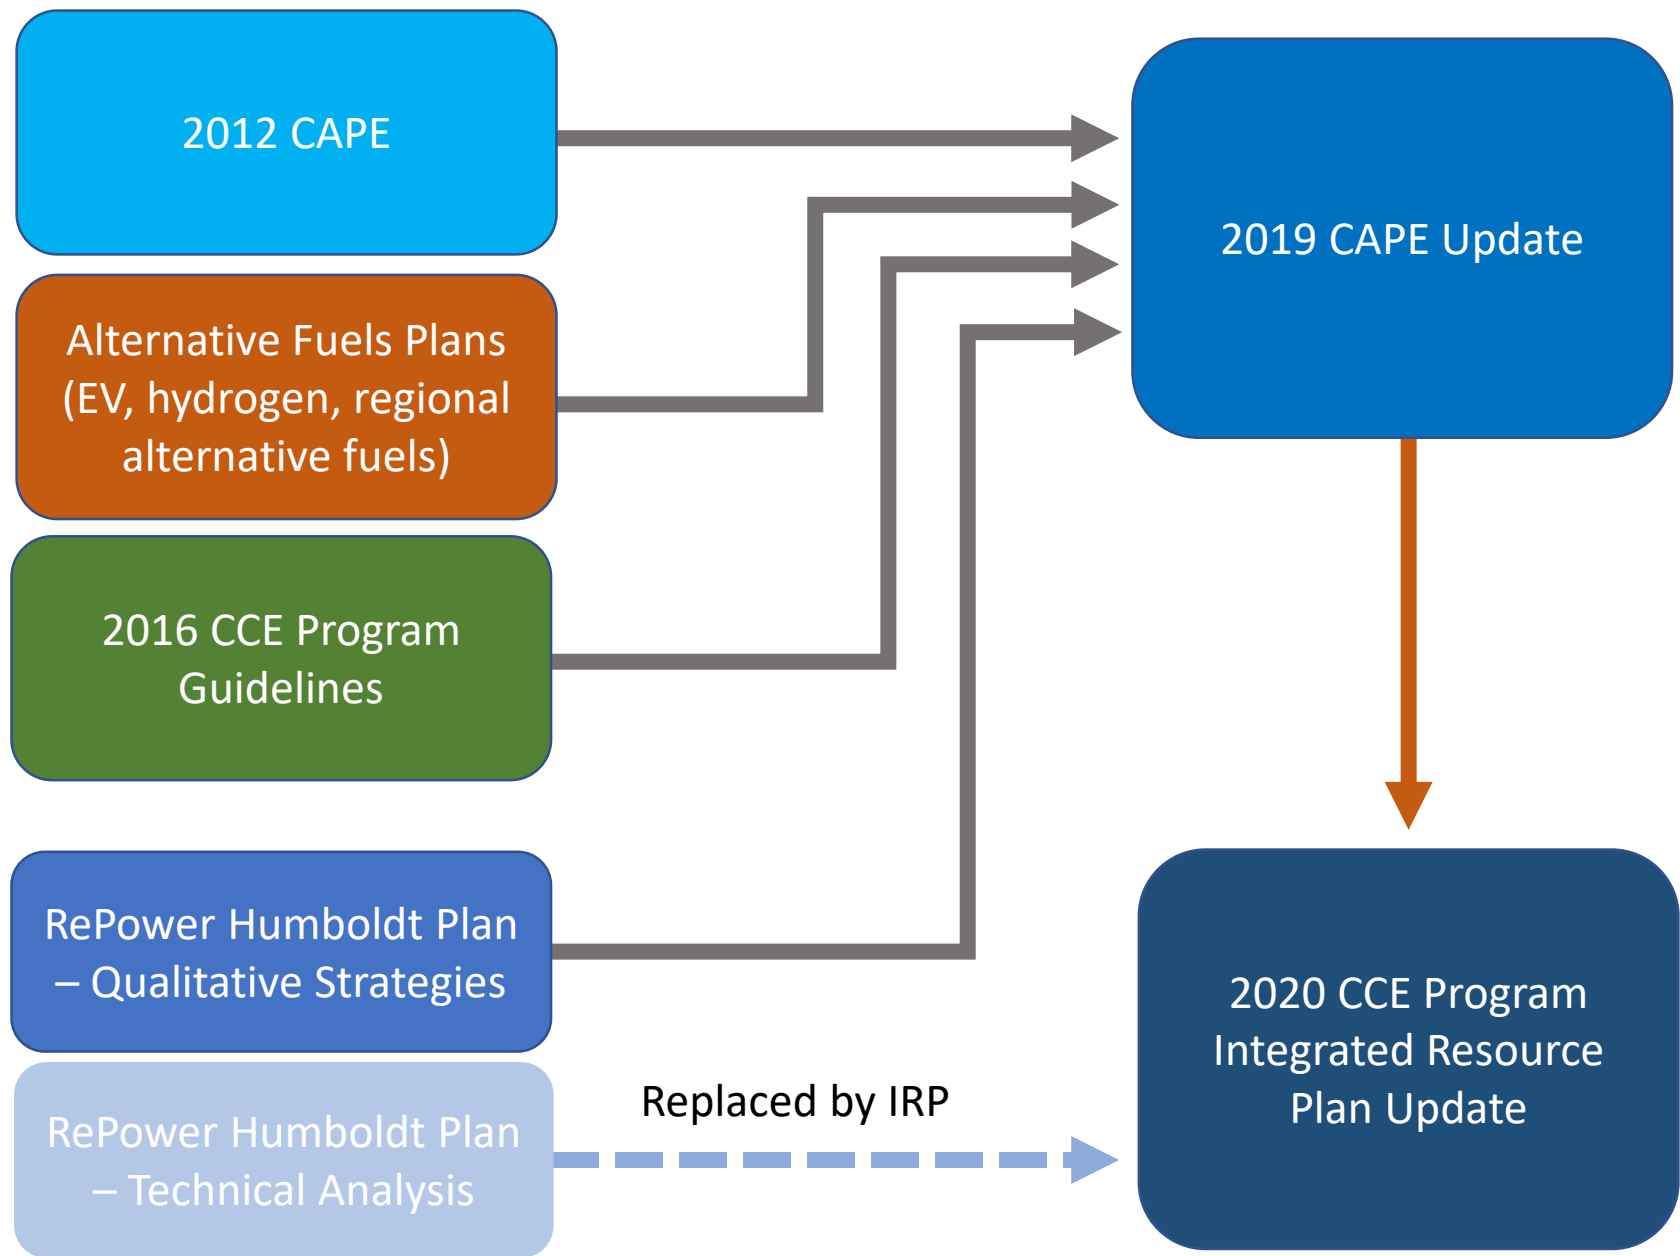 2012 CAPE
Alternative Fuels Plans
(EV, hydrogen, regional
alternative fuels)
2016 CCE Program
Guidelines
RePower Humboldt Plan
– Qualitative Strategies
RePower Humboldt Plan
– Technical Analysis
Replaced by IRP
2019 CAPE Update
2020 CCE Program
Integrated Resource
Plan Update